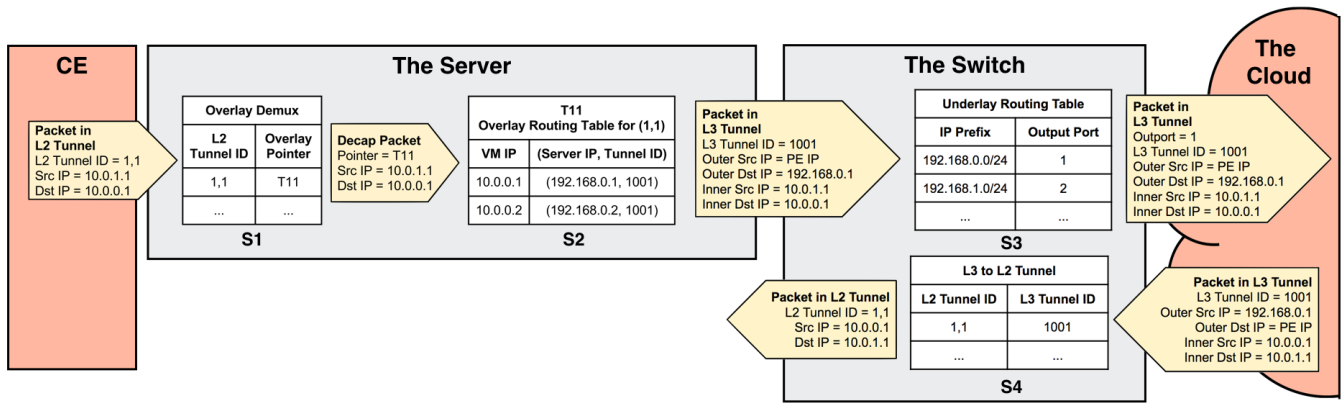 CE
Packet in
L2 Tunnel
L2 Tunnel ID = 1,1
Src IP = 10.0.1.1
Dst IP = 10.0.0.1
The Server
Overlay Demux
L2 Tunnel ID
Overlay Pointer
1,1
T11
...
...
S1
Decap Packet
Pointer = T11
Src IP = 10.0.1.1
Dst IP = 10.0.0.1
T11
Overlay Routing Table for (1,1)
VM IP
(Server IP, Tunnel ID)
10.0.0.1
(192.168.0.1, 1001)
10.0.0.2
(192.168.0.2, 1001)
...
...
S2
Packet in
L3 Tunnel
L3 Tunnel ID = 1001
Outer Src IP = PE IP
Outer Dst IP = 192.168.0.1
Inner Src IP = 10.0.1.1
Inner Dst IP = 10.0.0.1
The Switch
Underlay Routing Table
IP Prefix
Output Port
192.168.0.0/24
1
192.168.1.0/24
2
...
...
S3
Packet in
L3 Tunnel
Outport = 1
L3 Tunnel ID = 1001
Outer Src IP = PE IP
Outer Dst IP = 192.168.0.1
Inner Src IP = 10.0.1.1
Inner Dst IP = 10.0.0.1
The
Cloud
Packet in L3 Tunnel
L3 Tunnel ID = 1001
Outer Src IP = 192.168.0.1
Outer Dst IP = PE IP
Inner Src IP = 10.0.0.1
Inner Dst IP = 10.0.1.1
L3 to L2 Tunnel
L2 Tunnel ID
L3 Tunnel ID
1,1
1001
...
...
S4
Packet in L2 Tunnel
L2 Tunnel ID = 1,1
Src IP = 10.0.0.1
Dst IP = 10.0.1.1